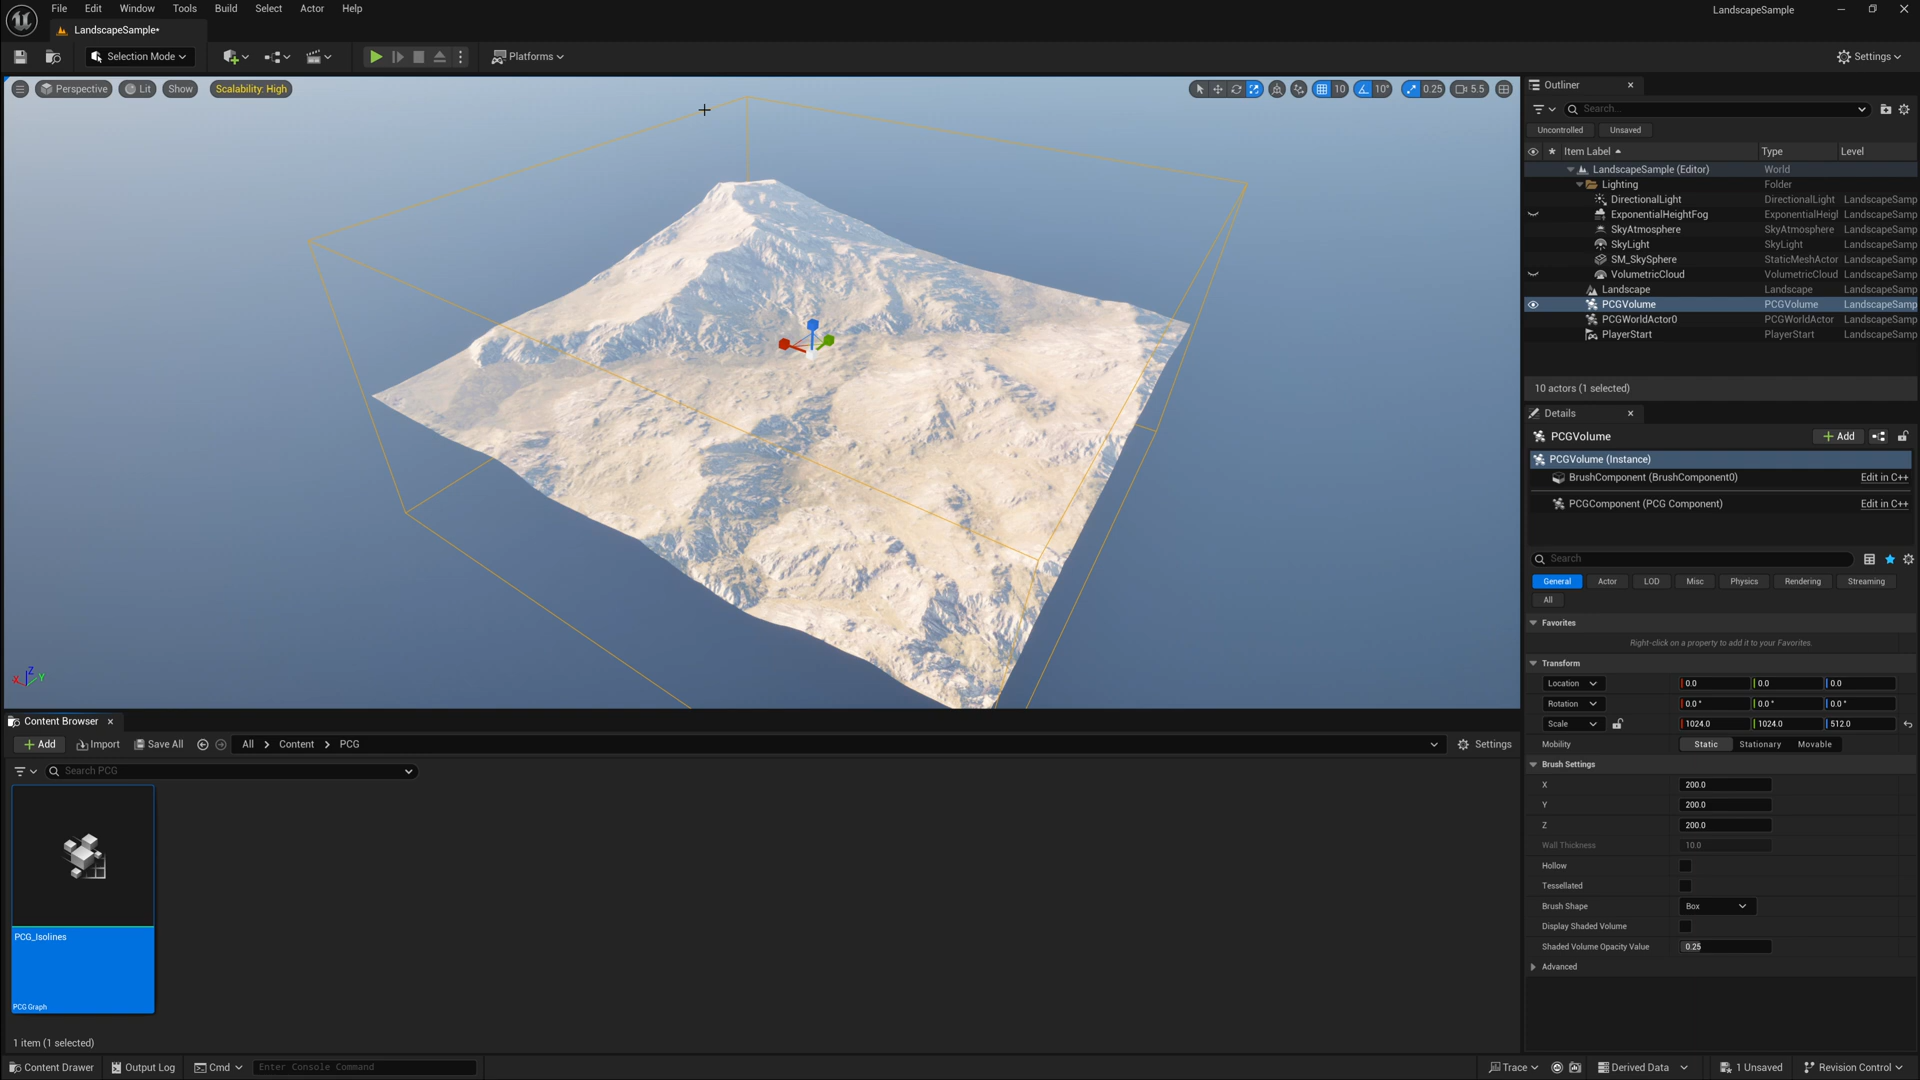 File Edit Window Tools Build Select Actor Help
LandscapeSample
LandscapeSample*
Selection Mode
Platforms
Settings
Perspective Lit Show Scalability: High
10 10° 0.25 5.5
Outliner
Search...
Uncontrolled Unsaved
Item Label Type Level
LandscapeSample (Editor) World
Lighting Folder
DirectionalLight DirectionalLight LandscapeSamp
ExponentialHeightFog ExponentialHeigl LandscapeSamp
SkyAtmosphere SkyAtmosphere LandscapeSamp
SkyLight SkyLight LandscapeSamp
SM_SkySphere StaticMeshActor LandscapeSamp
VolumetricCloud VolumetricCloud LandscapeSamp
Landscape Landscape LandscapeSamp
PCGVolume PCGVolume LandscapeSamp
PCGWorldActor0 PCGWorldActor LandscapeSamp
PlayerStart PlayerStart LandscapeSamp
10 actors (1 selected)
Details
PCGVolume
+ Add
PCGVolume (Instance)
BrushComponent (BrushComponent0) Edit in C++
PCGComponent (PCG Component) Edit in C++
Search
General Actor LOD Misc Physics Rendering Streaming
All
Favorites
Right-click on a property to add it to your Favorites.
Transform
Location 0.0 0.0 0.0
Rotation 0.0 ° 0.0 ° 0.0 °
Scale 1024.0 1024.0 512.0
Mobility Static Stationary Movable
Brush Settings
X 200.0
Y 200.0
Z 200.0
Wall Thickness 10.0
Hollow
Tessellated
Brush Shape Box
Display Shaded Volume
Shaded Volume Opacity Value 0.25
Advanced
Z
X Y
Content Browser
+ Add Import Save All All > Content > PCG Settings
Search PCG
PCG_Isolines
PCG Graph
1 item (1 selected)
Content Drawer Output Log Cmd Enter Console Command Trace Derived Data 1 Unsaved Revision Control